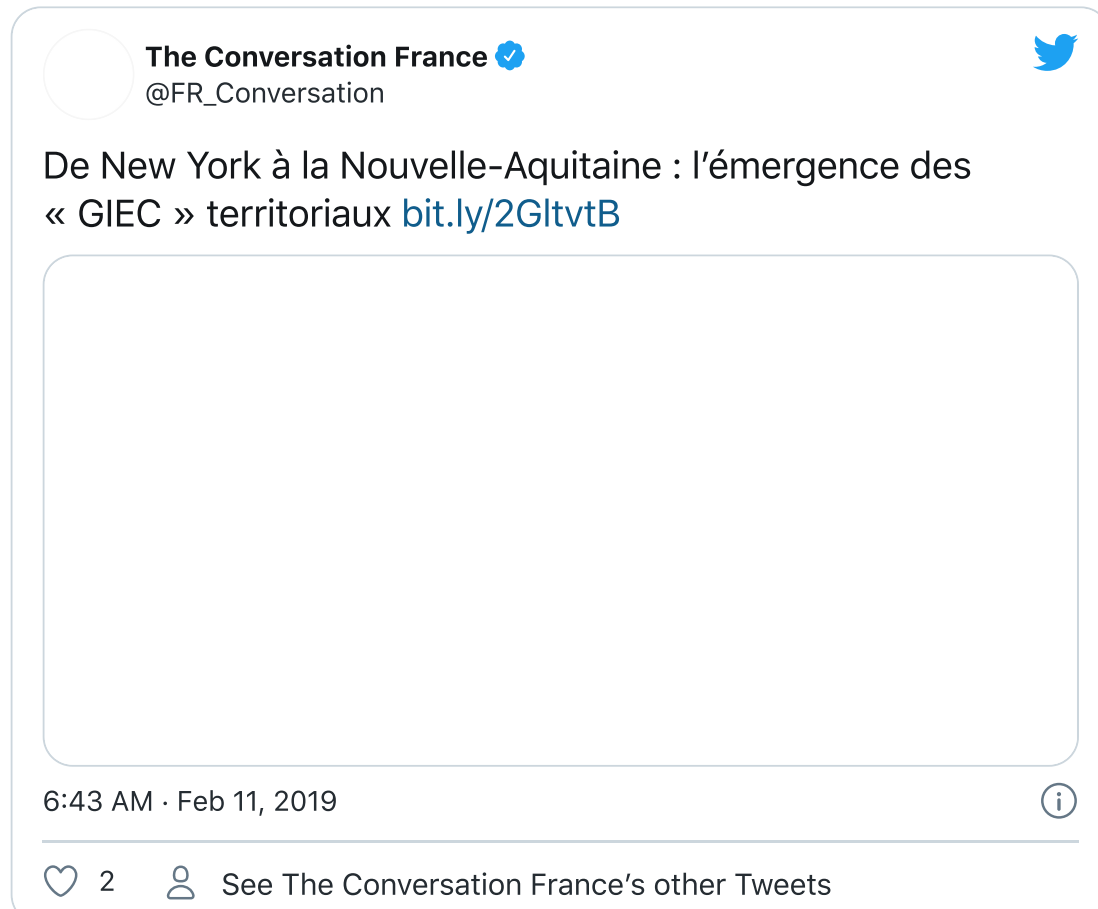 The Conversation France
@FR_Conversation
De New York à la Nouvelle-Aquitaine : l’émergence des
« GIEC » territoriaux bit.ly/2GltvtB
6:43 AM · Feb 11, 2019
2
See The Conversation France’s other Tweets